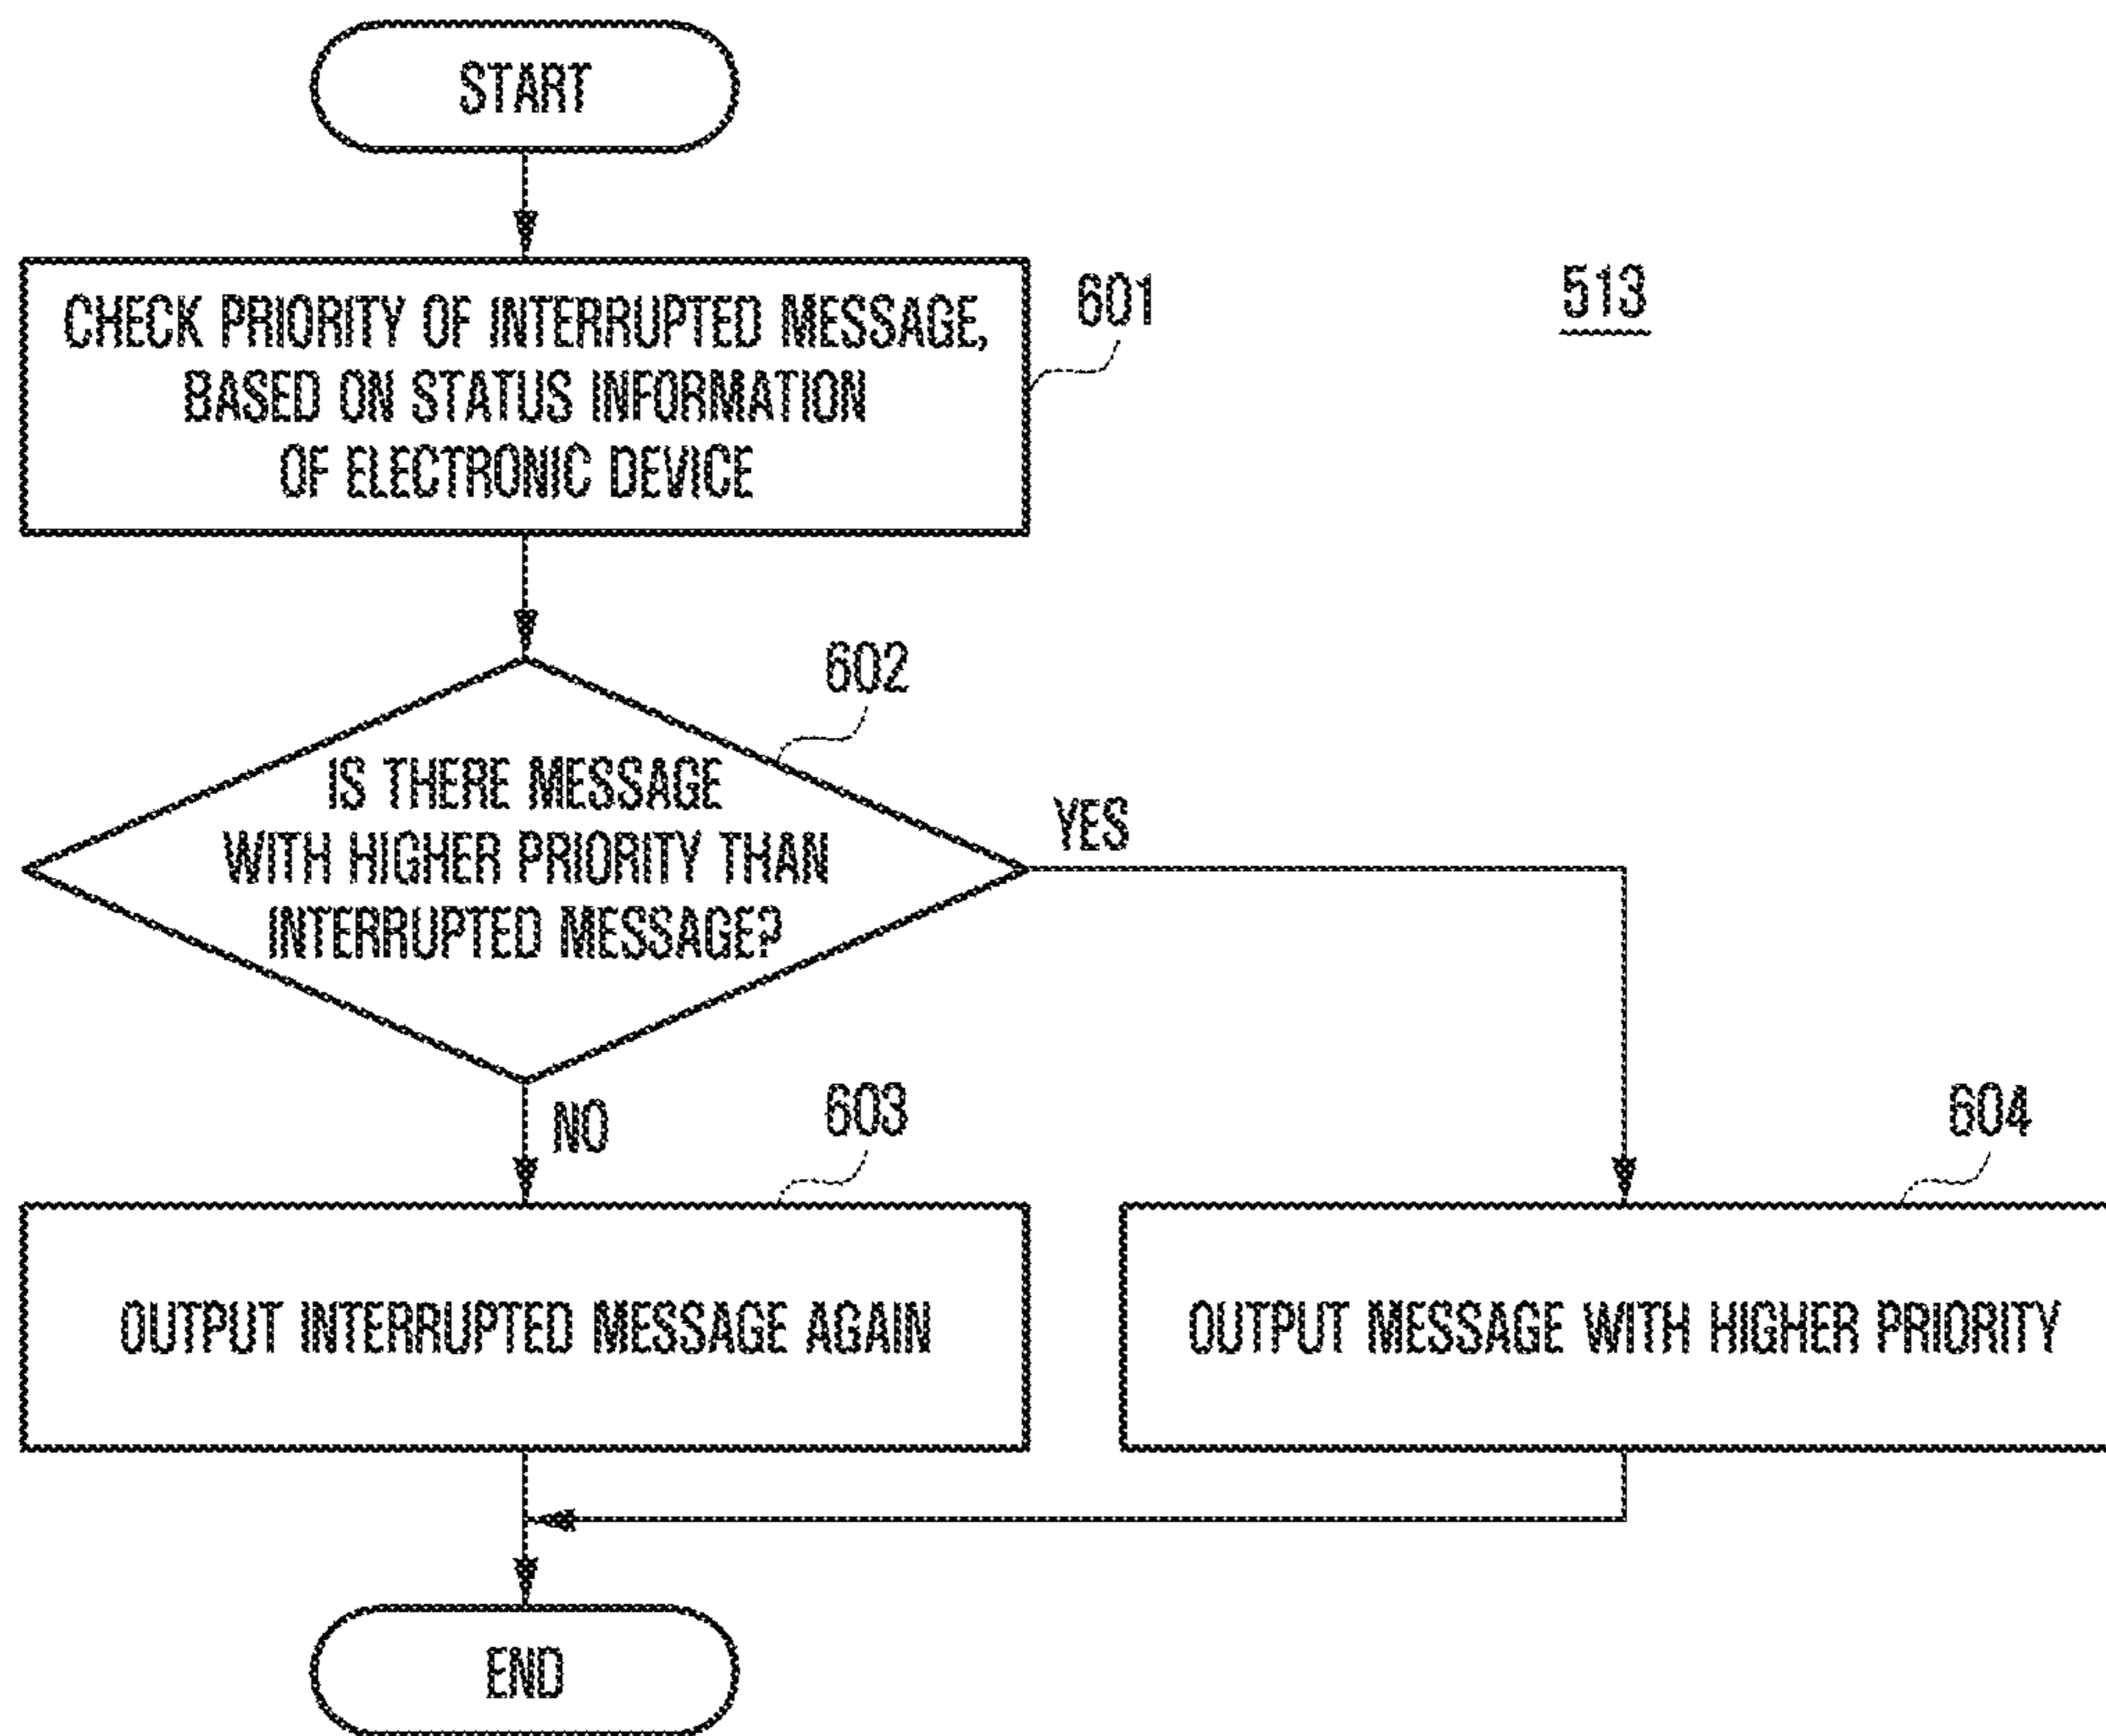 START
CHECK PRIORITY OF INTERRUPTED MESSAGE,
BASED ON STATUS INFORMATION
OF ELECTRONIC DEVICE
601
513
602
IS THERE MESSAGE
WITH HIGHER PRIORITY THAN
INTERRUPTED MESSAGE?
YES
NO
603
604
OUTPUT INTERRUPTED MESSAGE AGAIN
OUTPUT MESSAGE WITH HIGHER PRIORITY
END